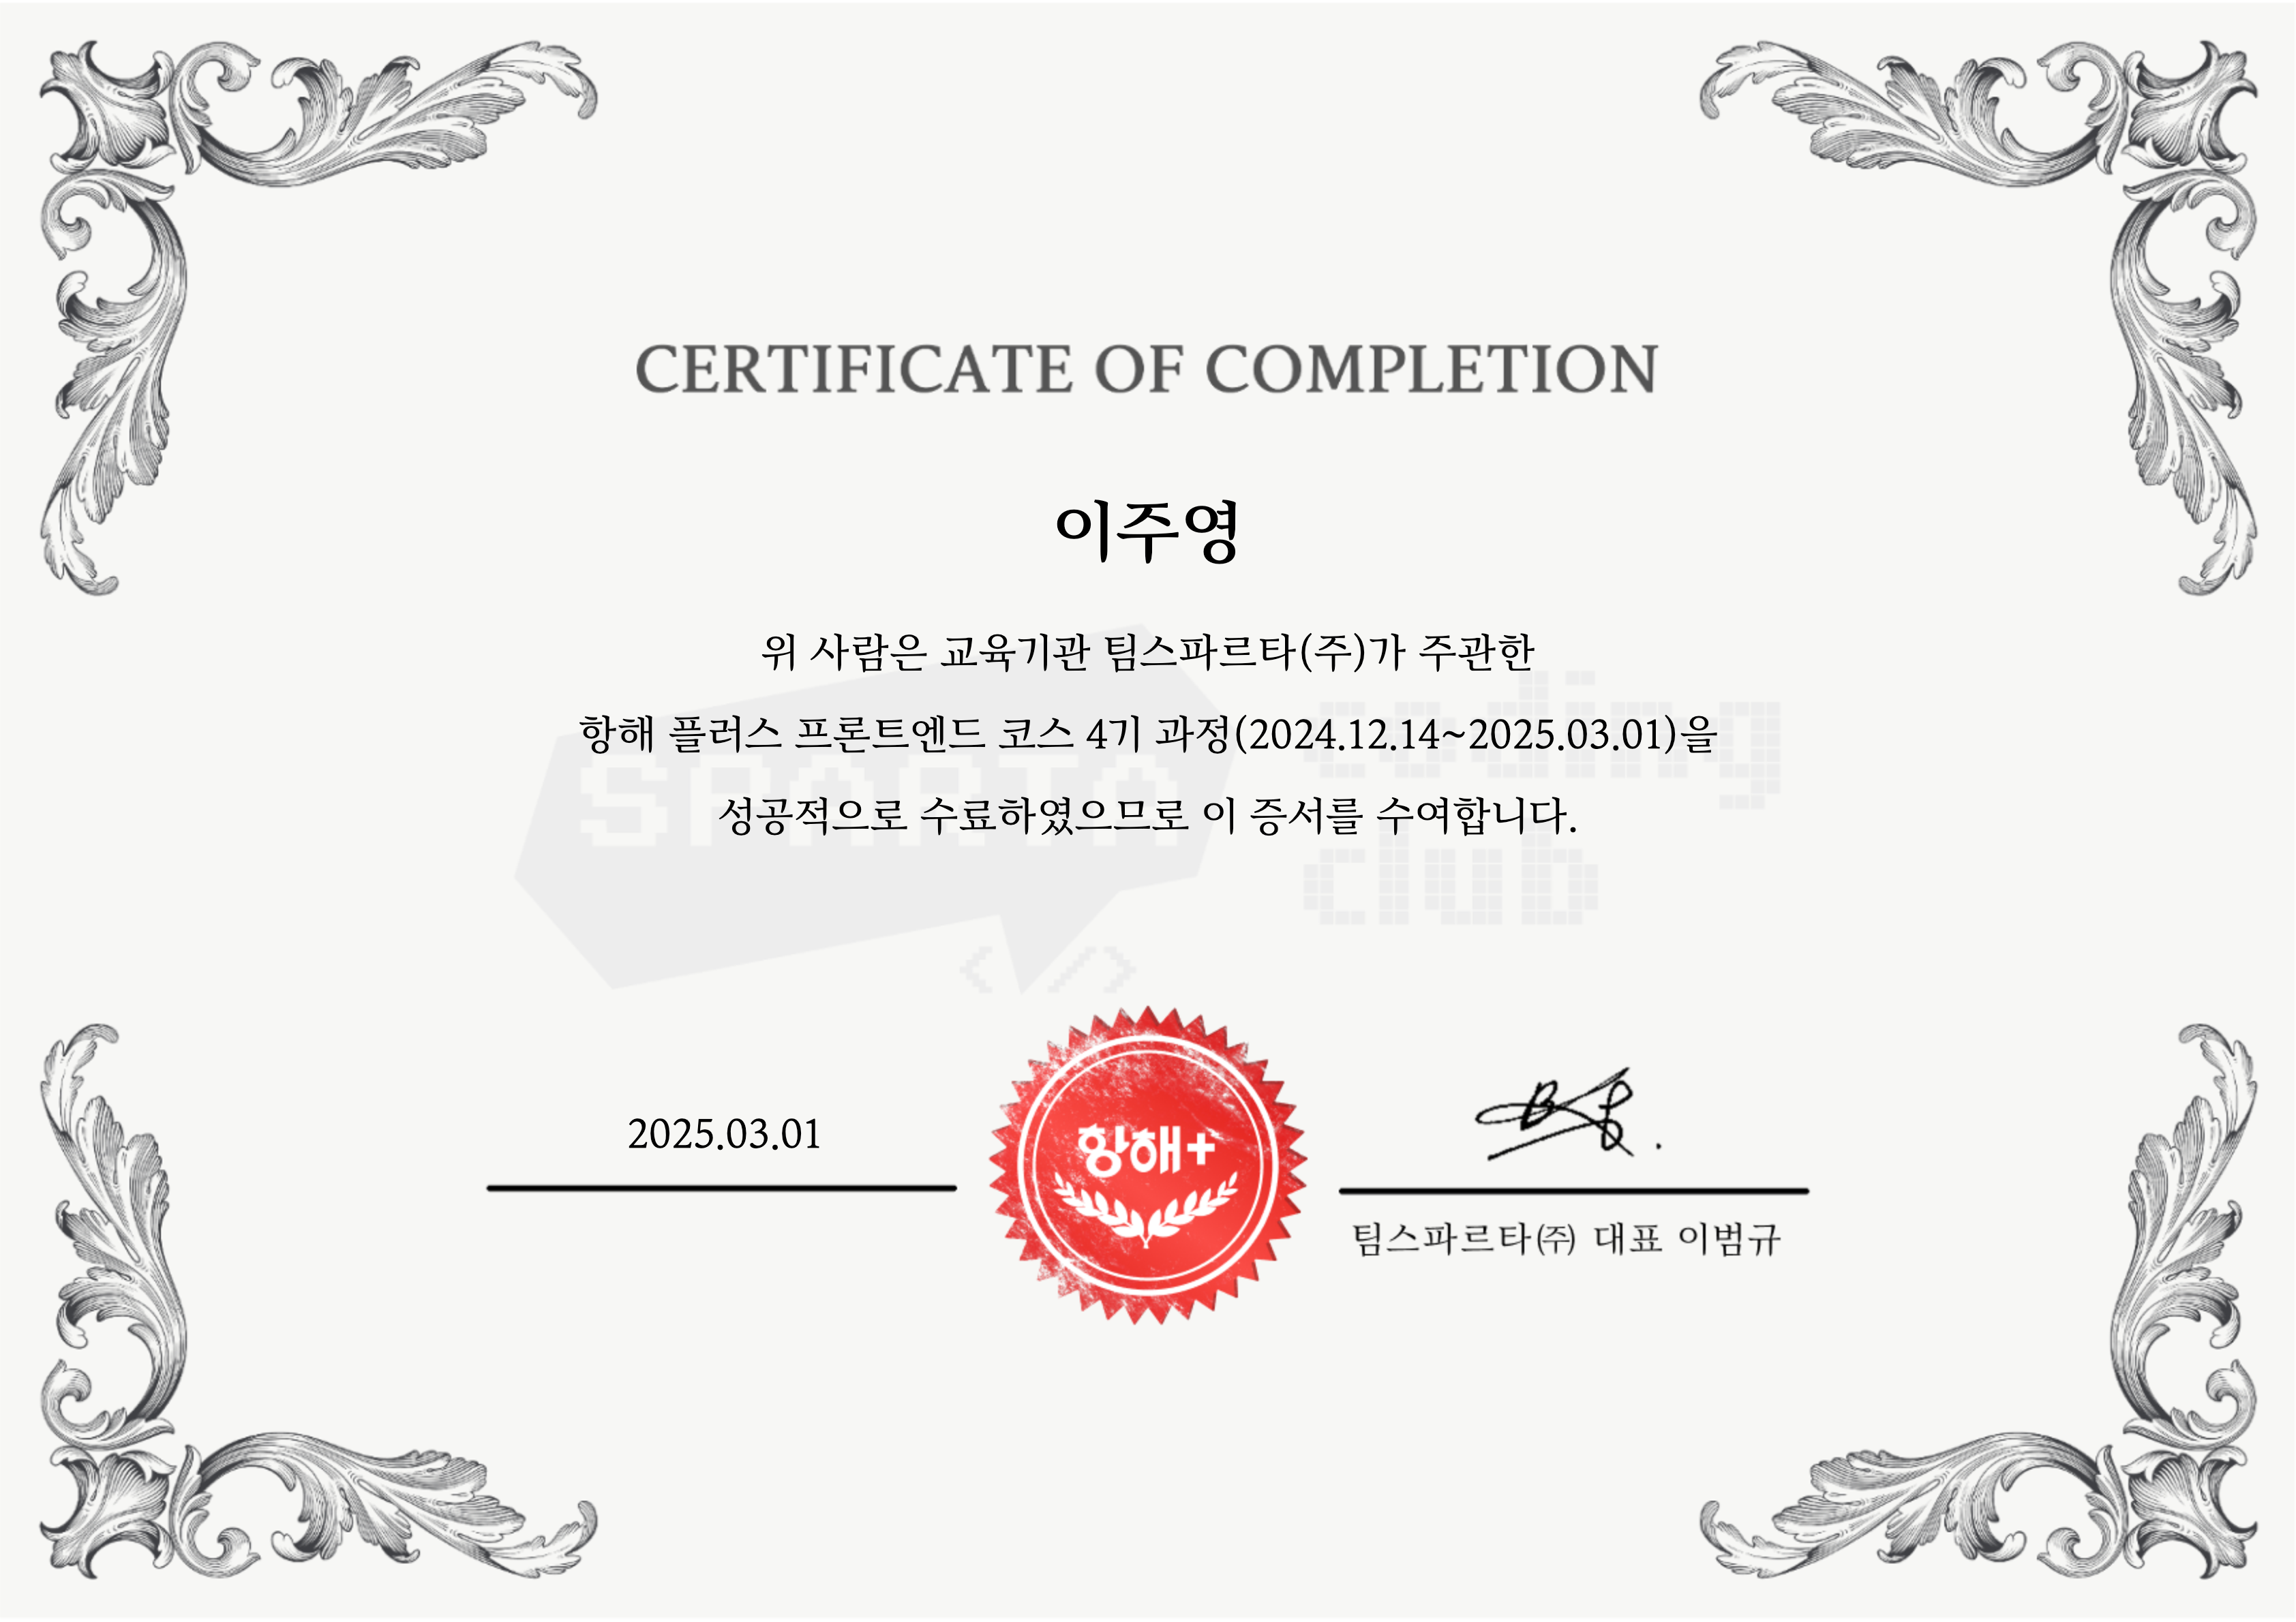 CERTIFICATE OF COMPLETION
이주영
위 사람은 교육기관 팀스파르타(주)가 주관한
항해 플러스 프론트엔드 코스 4기 과정(2024.12.14~2025.03.01)을
성공적으로 수료하였으므로 이 증서를 수여합니다.
SPARTA
coding
club
</>
2025.03.01
항해+
팀스파르타㈜ 대표 이범규